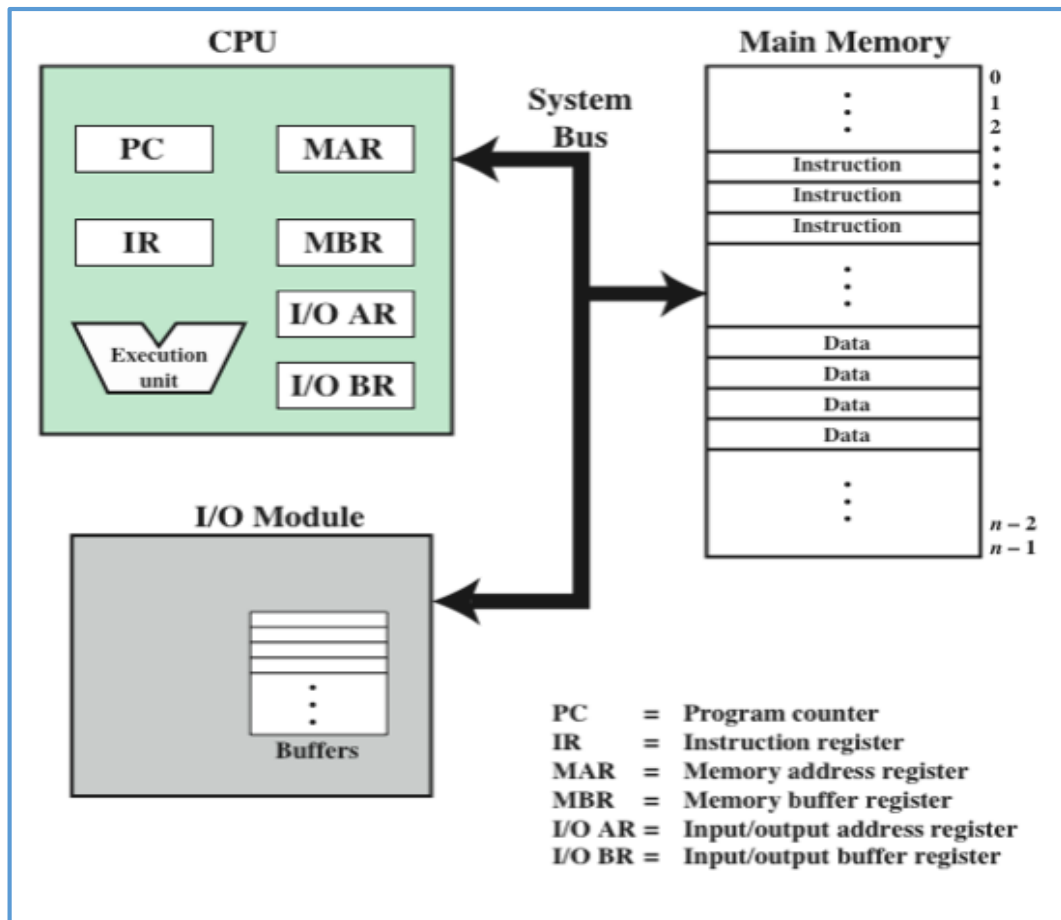 CPU
PC
MAR
IR
MBR
I/O AR
Execution
unit
I/O BR
System
Bus
Main Memory
0
1
2
Instruction
Instruction
Instruction
Data
Data
Data
Data
n – 2
n – 1
I/O Module
Buffers
PC = Program counter
IR = Instruction register
MAR = Memory address register
MBR = Memory buffer register
I/O AR = Input/output address register
I/O BR = Input/output buffer register